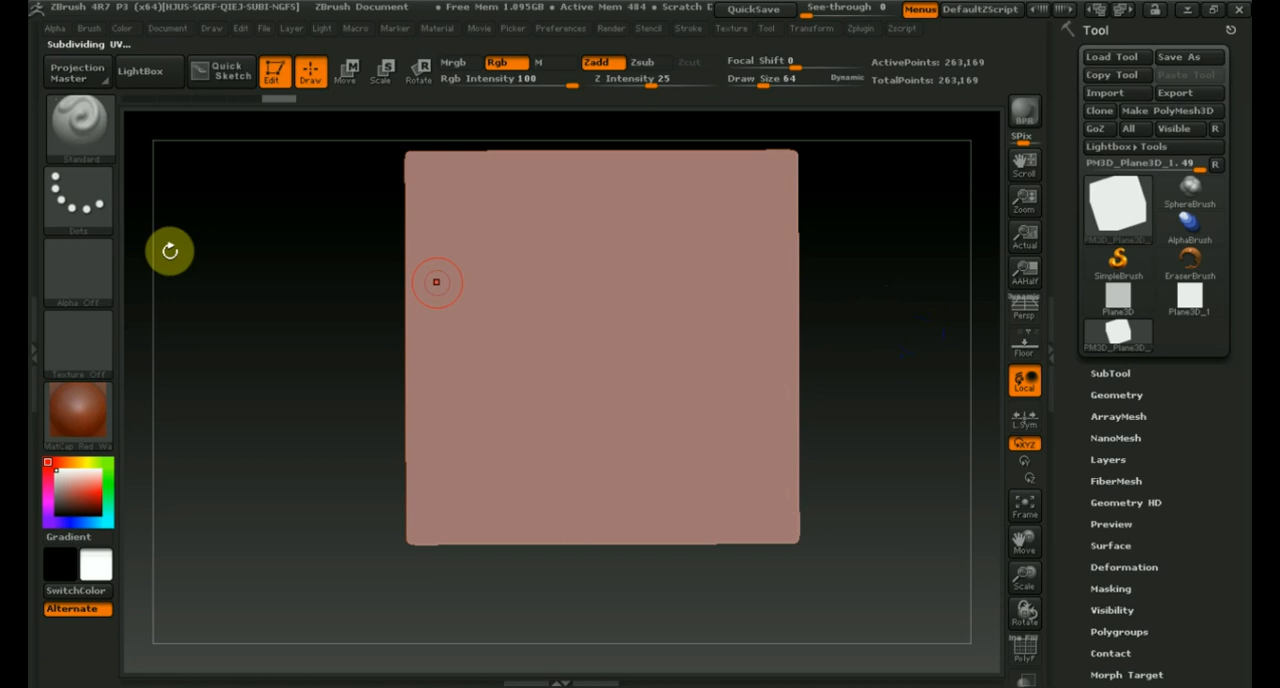 ZBrush 4R7 P3 (x64)[HJUS-SGRF-QIEJ-SUBI-NGFS] ZBrush Document • Free Mem 1.095GB • Active Mem 484 • Scratch D QuickSave See-through 0 Menus DefaultZScript
Alpha Brush Color Document Draw Edit File Layer Light Macro Marker Material Movie Picker Preferences Render Stencil Stroke Texture Tool Transform Zplugin Zscript
Subdividing UV...
Projection Master LightBox Quick Sketch Edit Draw Move Scale Rotate
Mrgb Rgb M Zadd Zsub Zcut Focal Shift 0 ActivePoints: 263,169
Rgb Intensity 100 Z Intensity 25 Draw Size 64 Dynamic TotalPoints: 263,169
Standard
Dots
Alpha Off
Texture Off
MatCap Red Wa
Gradient
SwitchColor
Alternate
BPR
SPix
Scroll
Zoom
Actual
AAHalf
Dynamic
Persp
Floor
Local
L.Sym
XYZ
Frame
Move
Scale
Rotate
PolyF
Tool
Load Tool Save As
Copy Tool Paste Tool
Import Export
Clone Make PolyMesh3D
GoZ All Visible R
Lightbox▸Tools
PM3D_Plane3D_1. 49 R
SphereBrush
PM3D_Plane3D_ AlphaBrush
SimpleBrush EraserBrush
Plane3D Plane3D_1
PM3D_Plane3D_
SubTool
Geometry
ArrayMesh
NanoMesh
Layers
FiberMesh
Geometry HD
Preview
Surface
Deformation
Masking
Visibility
Polygroups
Contact
Morph Target